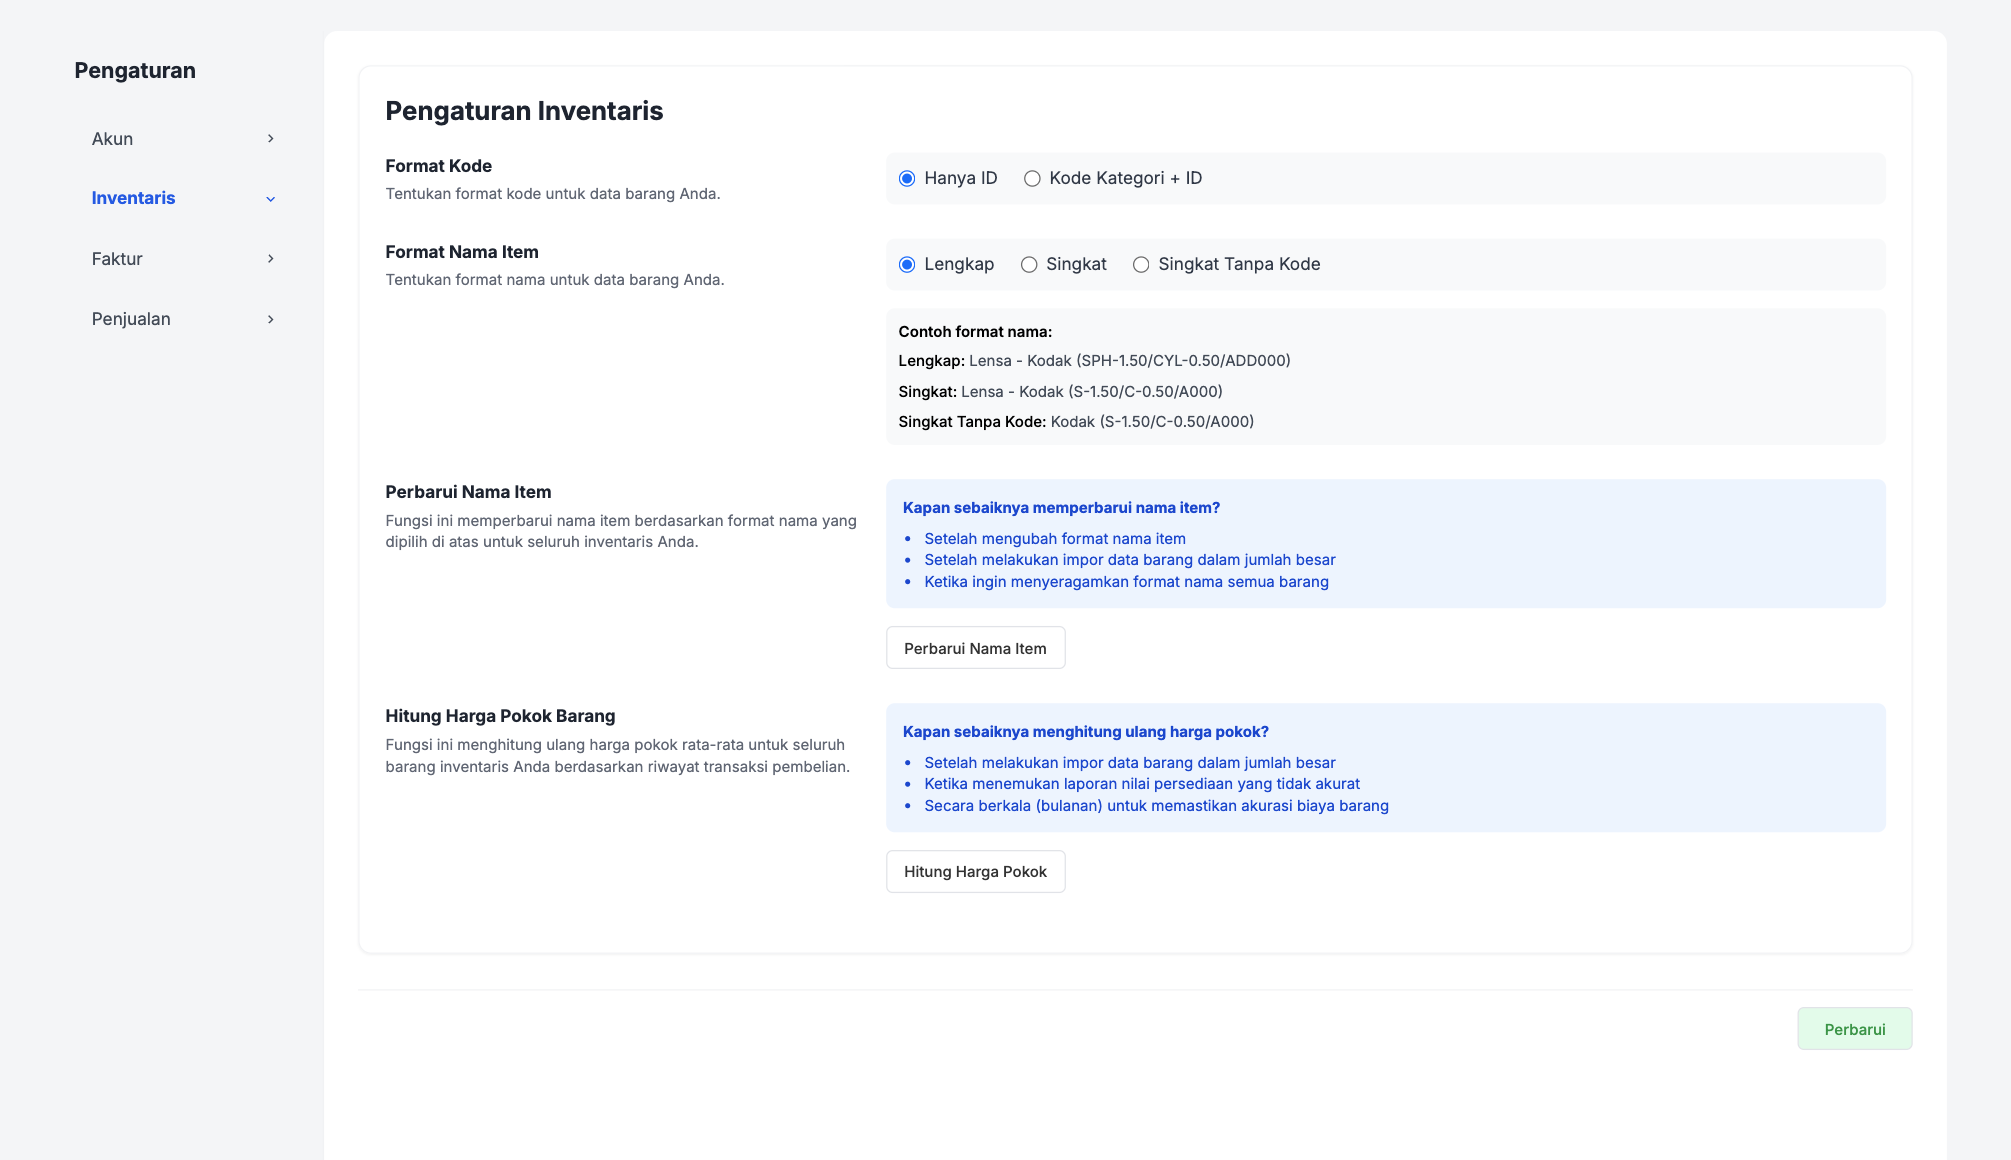 Pengaturan
Akun
Inventaris
Faktur
Penjualan
Pengaturan Inventaris
Format Kode
Tentukan format kode untuk data barang Anda.
Hanya ID
Kode Kategori + ID
Format Nama Item
Tentukan format nama untuk data barang Anda.
Lengkap
Singkat
Singkat Tanpa Kode
Contoh format nama:
Lengkap: Lensa - Kodak (SPH-1.50/CYL-0.50/ADD000)
Singkat: Lensa - Kodak (S-1.50/C-0.50/A000)
Singkat Tanpa Kode: Kodak (S-1.50/C-0.50/A000)
Perbarui Nama Item
Fungsi ini memperbarui nama item berdasarkan format nama yang
dipilih di atas untuk seluruh inventaris Anda.
Kapan sebaiknya memperbarui nama item?
• Setelah mengubah format nama item
• Setelah melakukan impor data barang dalam jumlah besar
• Ketika ingin menyeragamkan format nama semua barang
Perbarui Nama Item
Hitung Harga Pokok Barang
Fungsi ini menghitung ulang harga pokok rata-rata untuk seluruh
barang inventaris Anda berdasarkan riwayat transaksi pembelian.
Kapan sebaiknya menghitung ulang harga pokok?
• Setelah melakukan impor data barang dalam jumlah besar
• Ketika menemukan laporan nilai persediaan yang tidak akurat
• Secara berkala (bulanan) untuk memastikan akurasi biaya barang
Hitung Harga Pokok
Perbarui